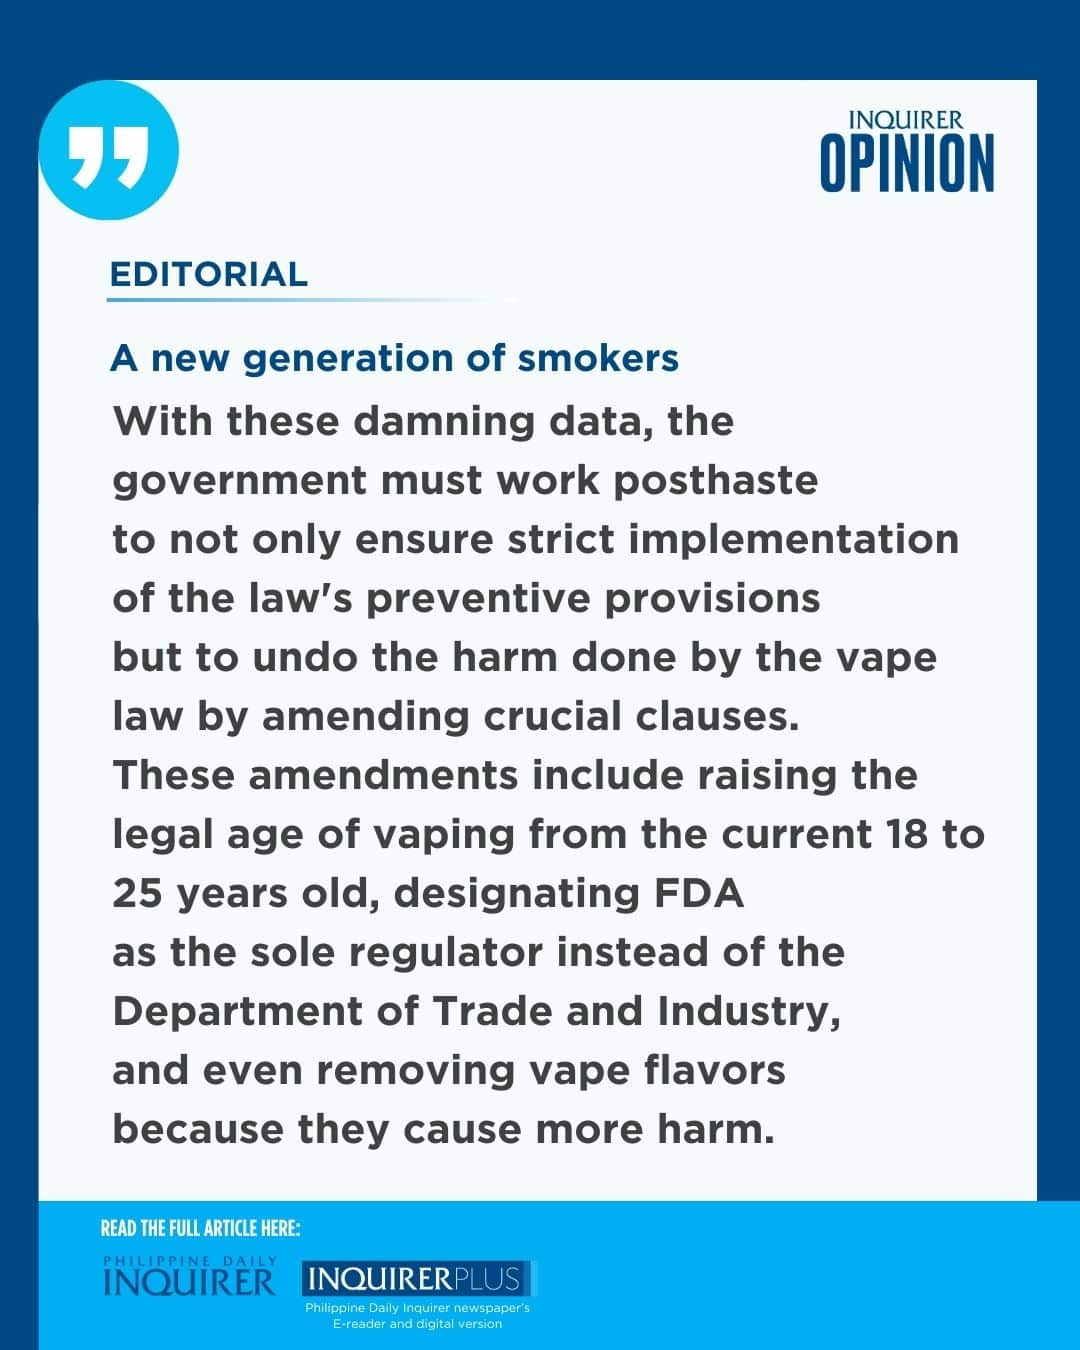 INQUIRER
OPINION
EDITORIAL
A new generation of smokers
With these damning data, the
government must work posthaste
to not only ensure strict implementation
of the law's preventive provisions
but to undo the harm done by the vape
law by amending crucial clauses.
These amendments include raising the
legal age of vaping from the current 18 to
25 years old, designating FDA
as the sole regulator instead of the
Department of Trade and Industry,
and even removing vape flavors
because they cause more harm.
READ THE FULL ARTICLE HERE:
PHILIPPINE DAILY
INQUIRER
INQUIRERPLUS
Philippine Daily Inquirer newspaper's
E-reader and digital version